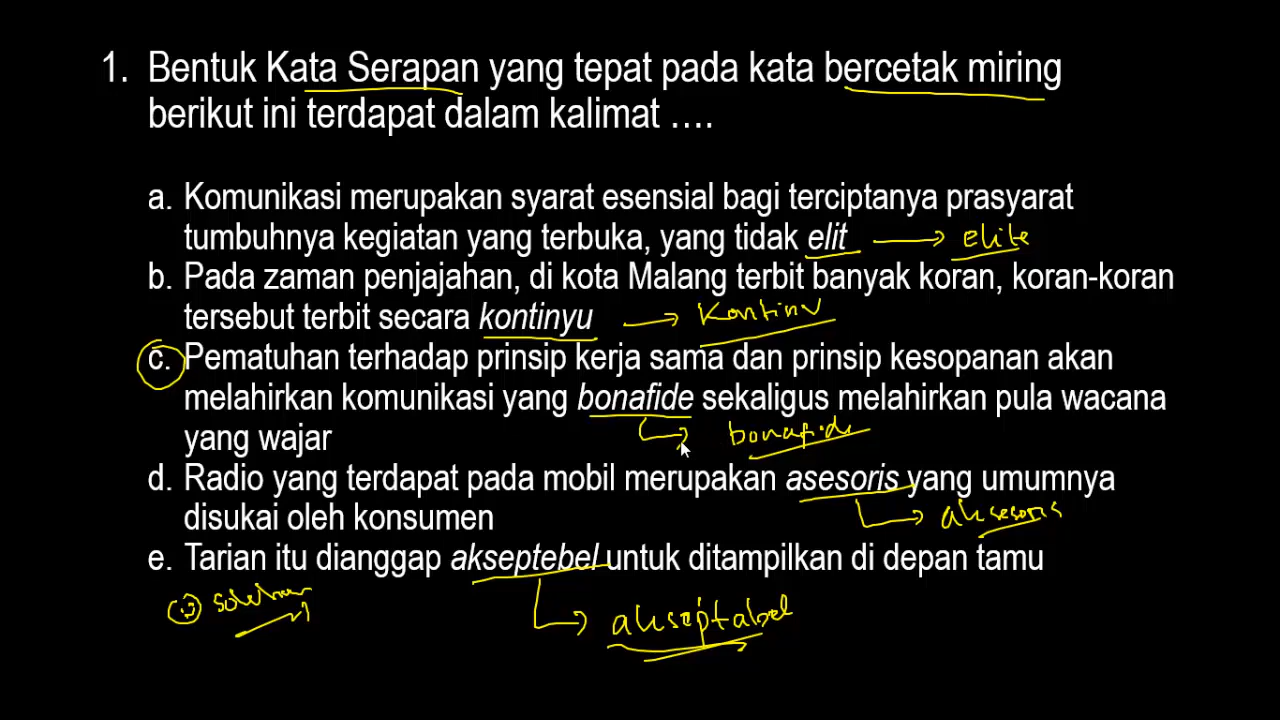 1. Bentuk Kata Serapan yang tepat pada kata bercetak miring
berikut ini terdapat dalam kalimat ....
a. Komunikasi merupakan syarat esensial bagi terciptanya prasyarat
tumbuhnya kegiatan yang terbuka, yang tidak elit → elite
b. Pada zaman penjajahan, di kota Malang terbit banyak koran, koran-koran
tersebut terbit secara kontinyu → Kontinu
c. Pematuhan terhadap prinsip kerja sama dan prinsip kesopanan akan
melahirkan komunikasi yang bonafide sekaligus melahirkan pula wacana
yang wajar → bonafide
d. Radio yang terdapat pada mobil merupakan asesoris yang umumnya
disukai oleh konsumen → aksesoris
e. Tarian itu dianggap akseptebel untuk ditampilkan di depan tamu
→ akseptabel